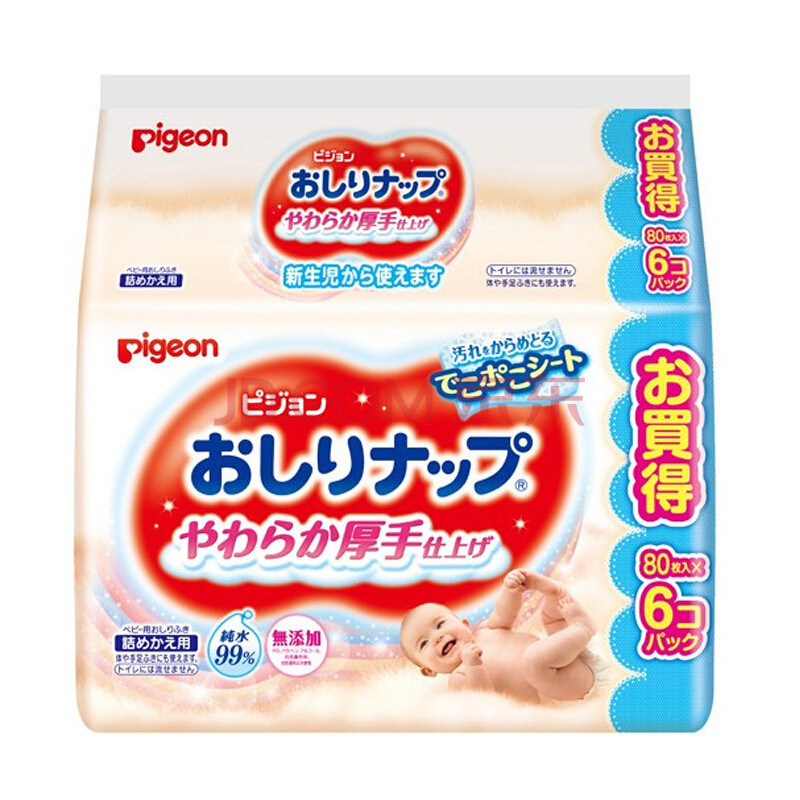 Pigeon
ピジョン
おしりナップ®
やわらか厚手仕上げ
新生児から使えます
ベビー用おしりふき
詰めかえ用
トイレには流せません
体や手足ふきにも使えます。
お買得
80枚入×
6コ
パック
Pigeon
汚れをからめとる
でこポコシート
ピジョン
おしりナップ®
やわらか厚手仕上げ
ベビー用おしりふき
詰めかえ用
体や手足ふきにも使えます。
トイレには流せません
純水
99%
無添加
お買得
80枚入×
6コ
パック
JD.COM 京东